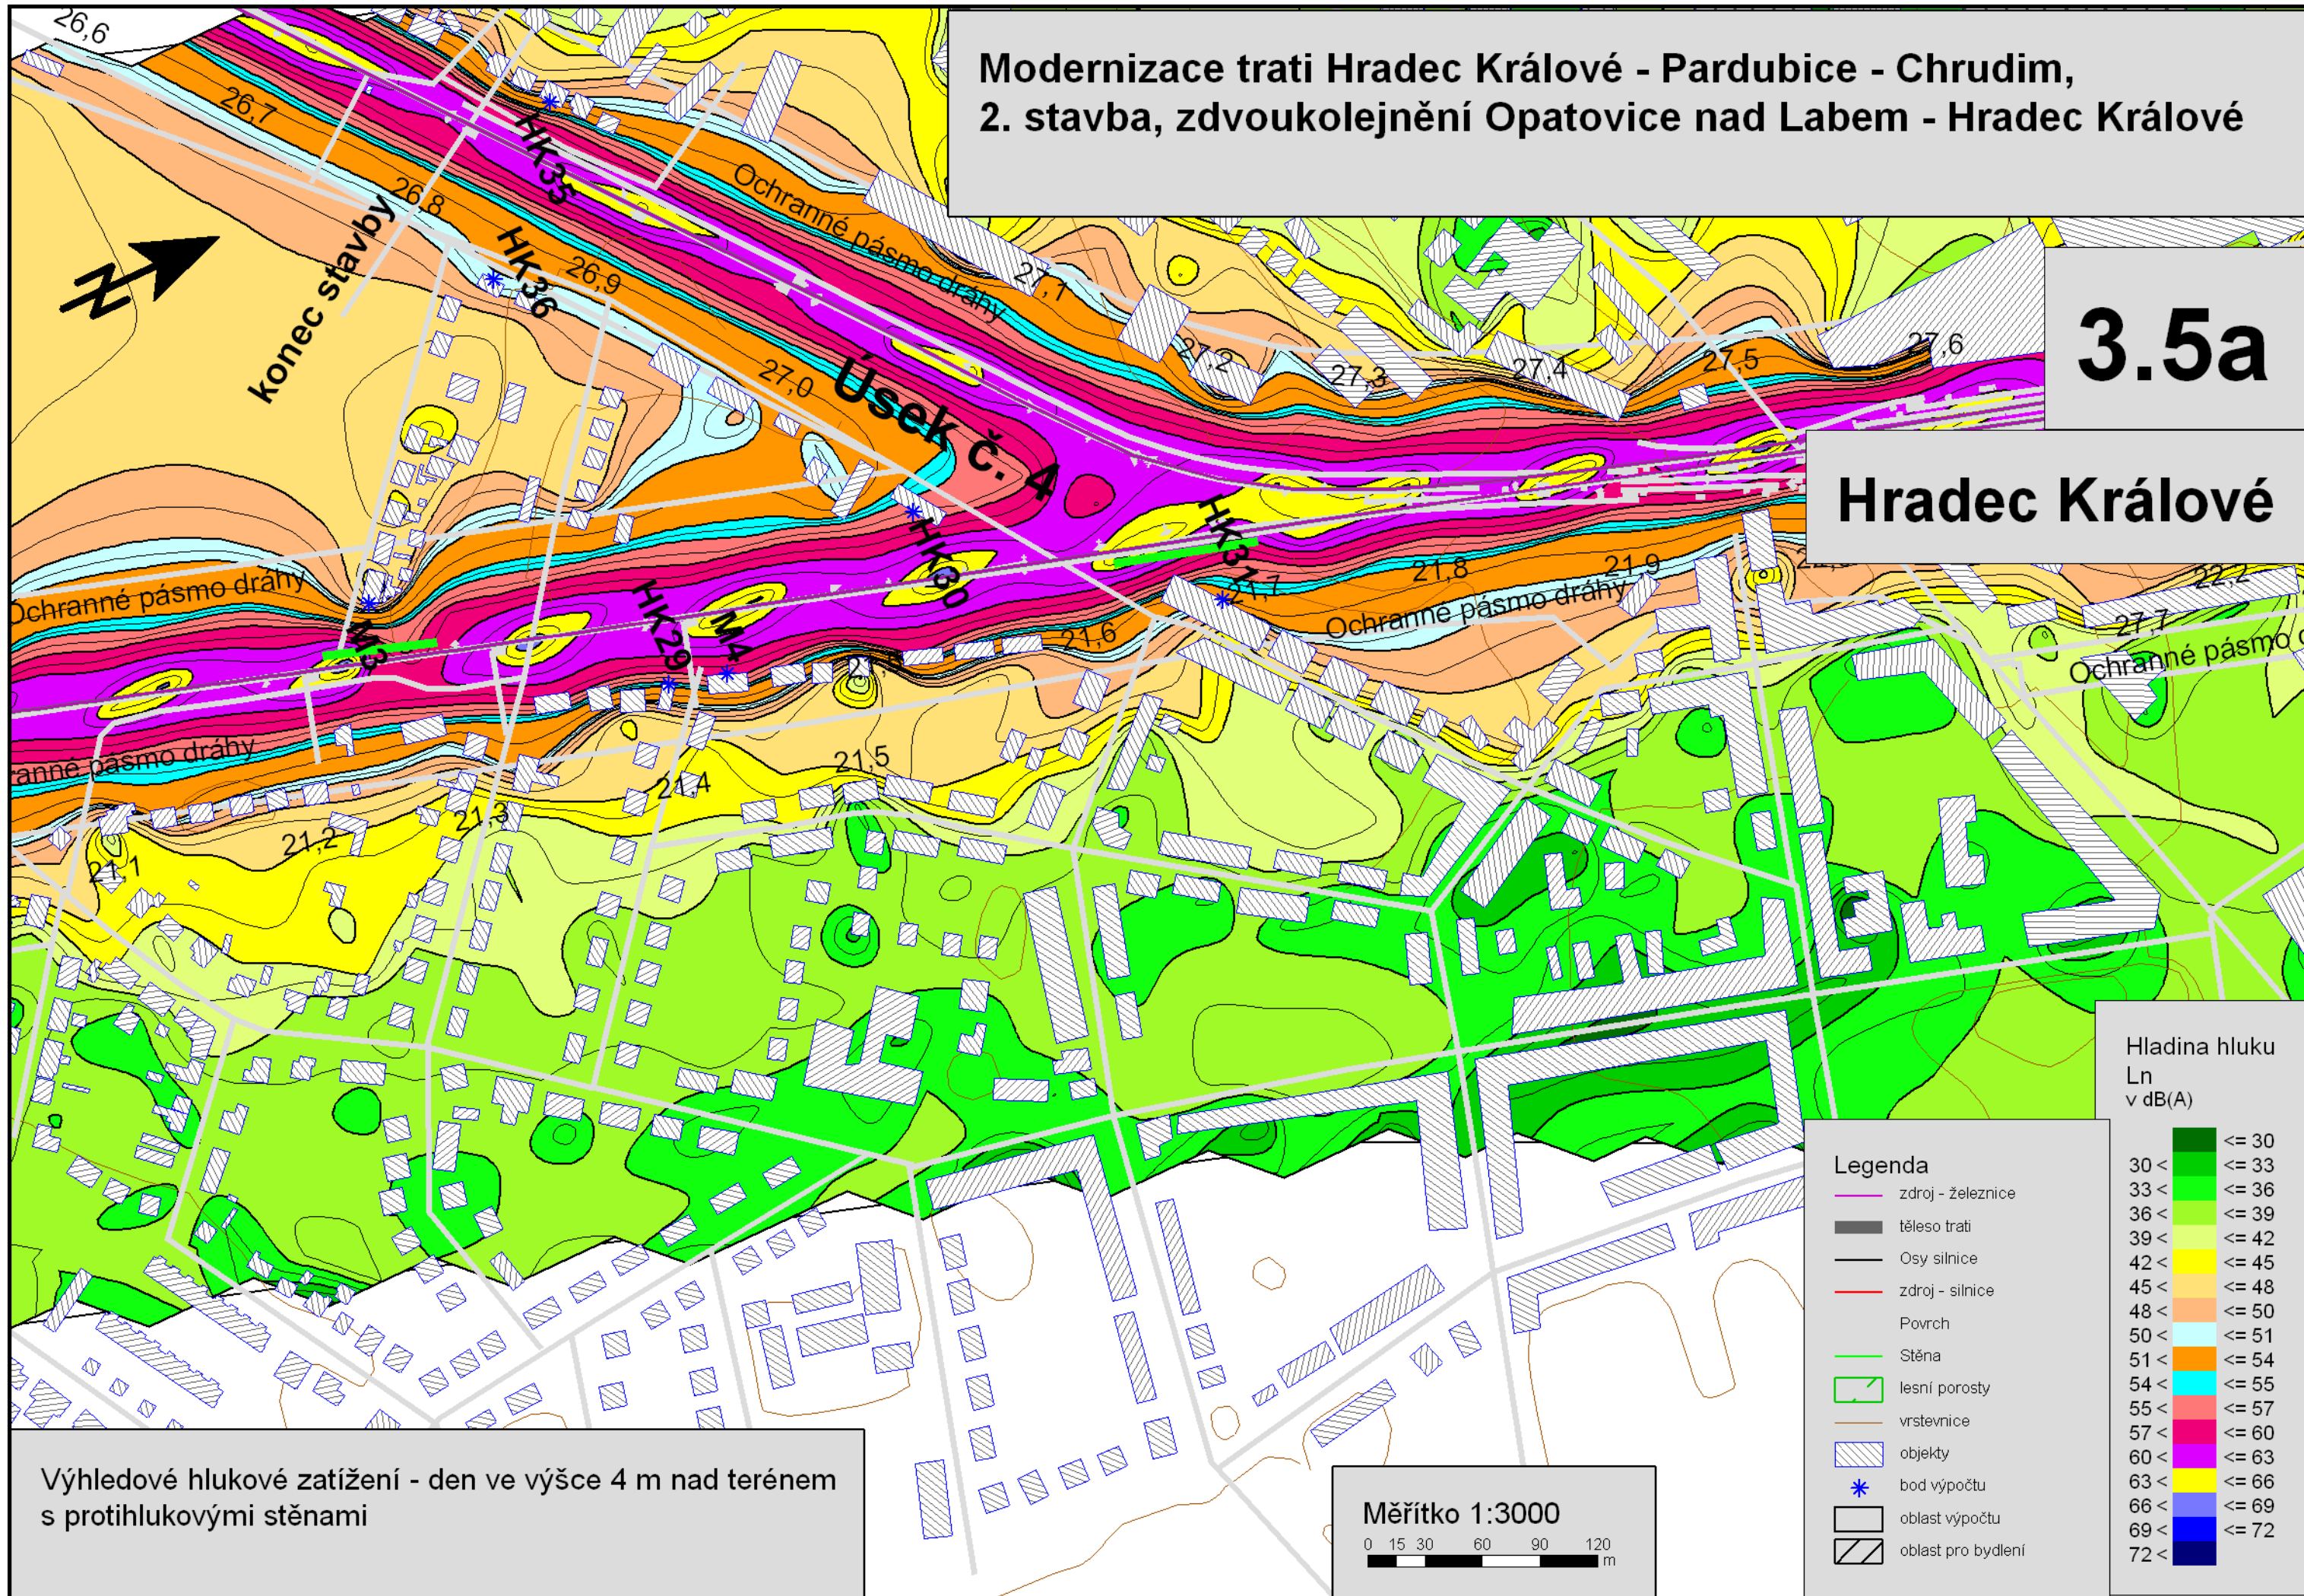 Modernizace trati Hradec Králové - Pardubice - Chrudim,
2. stavba, zdvoukolejnění Opatovice nad Labem - Hradec Králové
3.5a
Hradec Králové
26,6
26,7
26,8
26,9
27,0
27,1
27,2
27,3
27,4
27,5
27,6
konec stavby
N
HK35
HK36
Ochranné pásmo dráhy
Úsek č. 4
HK30
HK31
HK29
M4
M3
Ochranné pásmo dráhy
21,6
21,7
21,8
21,9
Ochranné pásmo dráhy
22,2
27,7
Ochranné pásmo
pásmo dráhy
21,1
21,2
21,3
21,4
21,5
Výhledové hlukové zatížení - den ve výšce 4 m nad terénem
s protihlukovými stěnami
Měřítko 1:3000
0 15 30 60 90 120
m
Legenda
zdroj - železnice
těleso trati
Osy silnice
zdroj - silnice
Povrch
Stěna
lesní porosty
vrstevnice
objekty
bod výpočtu
oblast výpočtu
oblast pro bydlení
Hladina hluku
Ln
v dB(A)
<= 30
30 < <= 33
33 < <= 36
36 < <= 39
39 < <= 42
42 < <= 45
45 < <= 48
48 < <= 50
50 < <= 51
51 < <= 54
54 < <= 55
55 < <= 57
57 < <= 60
60 < <= 63
63 < <= 66
66 < <= 69
69 < <= 72
72 <